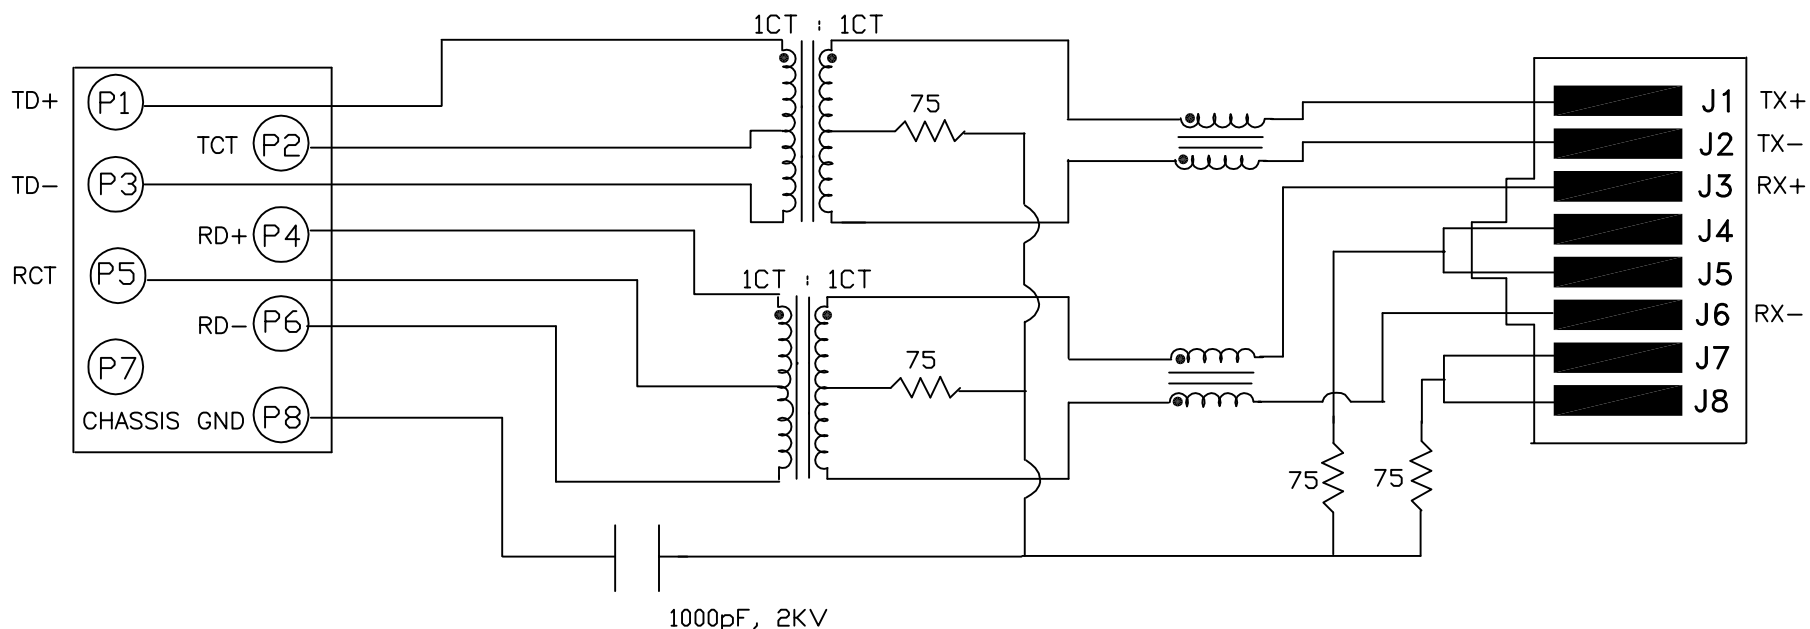 1CT : 1CT
TD+ P1
TCT P2
TD- P3
RD+ P4
RCT P5
RD- P6
P7
CHASSIS GND P8
75
1CT : 1CT
75
75
75
1000pF, 2KV
J1 TX+
J2 TX-
J3 RX+
J4
J5
J6 RX-
J7
J8